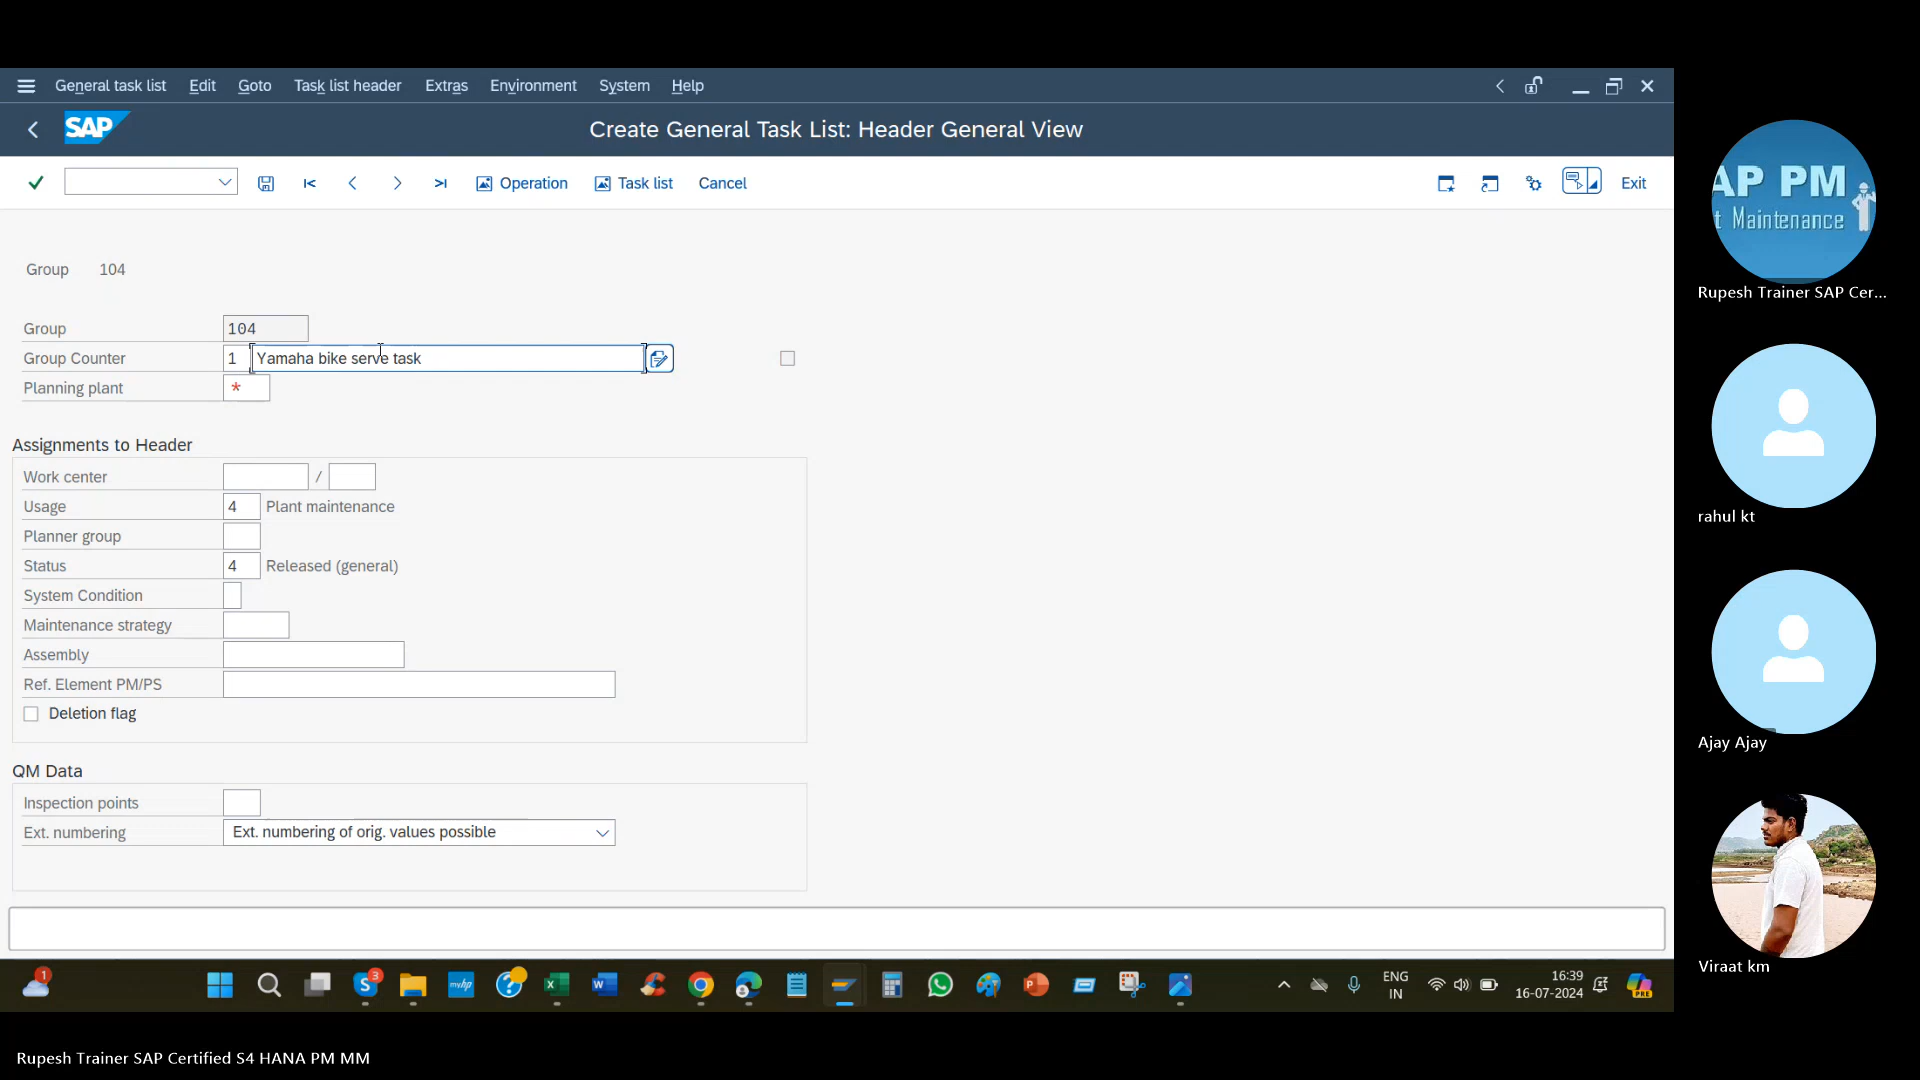 General task list Edit Goto Task list header Extras Environment System Help
SAP Create General Task List: Header General View
Operation Task list Cancel Exit
Group 104
Group 104
Group Counter 1 Yamaha bike serve task
Planning plant *
Assignments to Header
Work center /
Usage 4 Plant maintenance
Planner group
Status 4 Released (general)
System Condition
Maintenance strategy
Assembly
Ref. Element PM/PS
Deletion flag
QM Data
Inspection points
Ext. numbering Ext. numbering of orig. values possible
AP PM
t Maintenance
Rupesh Trainer SAP Cer...
rahul kt
Ajay Ajay
Viraat km
1
3
myhp
ENG
IN
16:39
16-07-2024
PRE
Rupesh Trainer SAP Certified S4 HANA PM MM